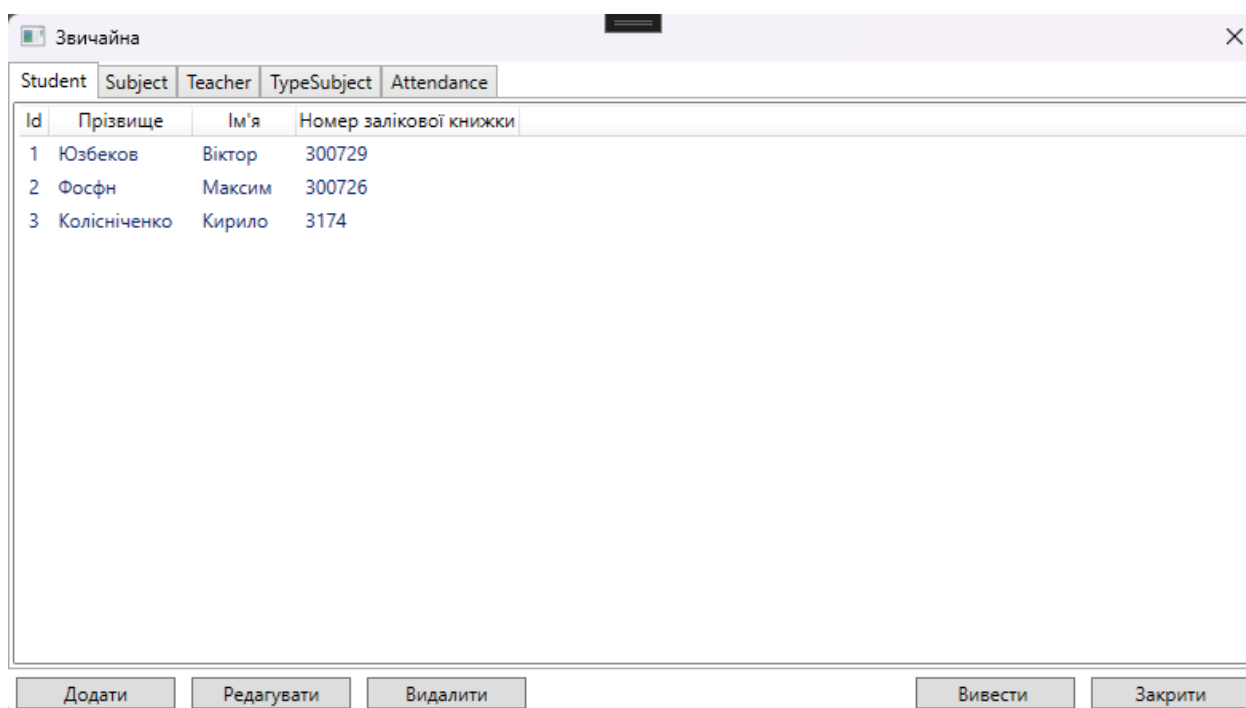 Звичайна
Student Subject Teacher TypeSubject Attendance
Id Прізвище Ім'я Номер залікової книжки
1 Юзбеков Віктор 300729
2 Фосфн Максим 300726
3 Колісніченко Кирило 3174
Додати Редагувати Видалити Вивести Закрити